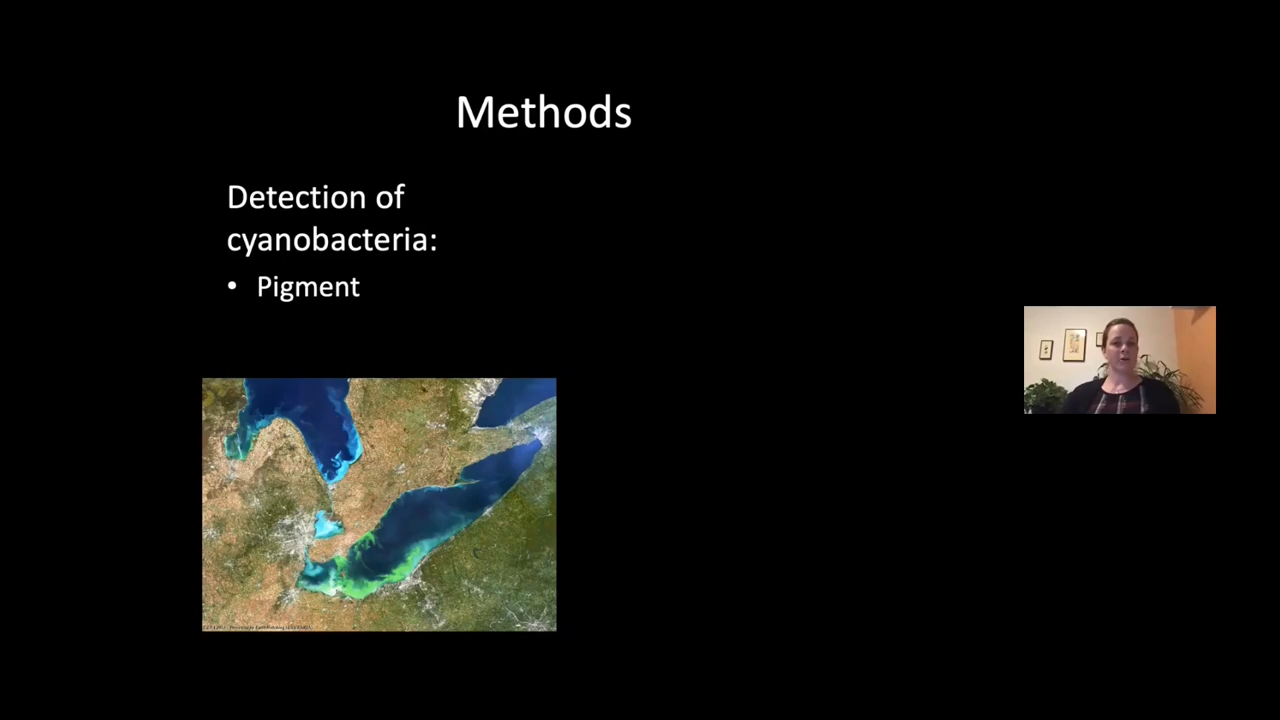 Methods
Detection of
cyanobacteria:
• Pigment